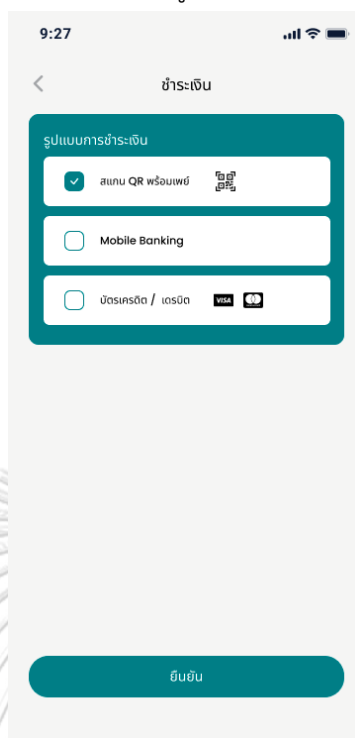 9:27
ชำระเงิน
รูปแบบการชำระเงิน
สแกน QR พร้อมเพย์
Mobile Banking
บัตรเครดิต / เดรบิต VISA
ยืนยัน